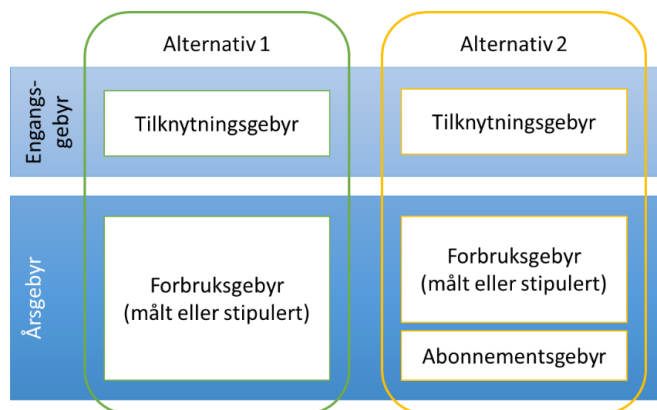 Alternativ 1
Alternativ 2
Engangs-
gebyr
Tilknytningsgebyr
Tilknytningsgebyr
Årsgebyr
Forbruksgebyr
(målt eller stipulert)
Forbruksgebyr
(målt eller stipulert)
Abonnementsgebyr